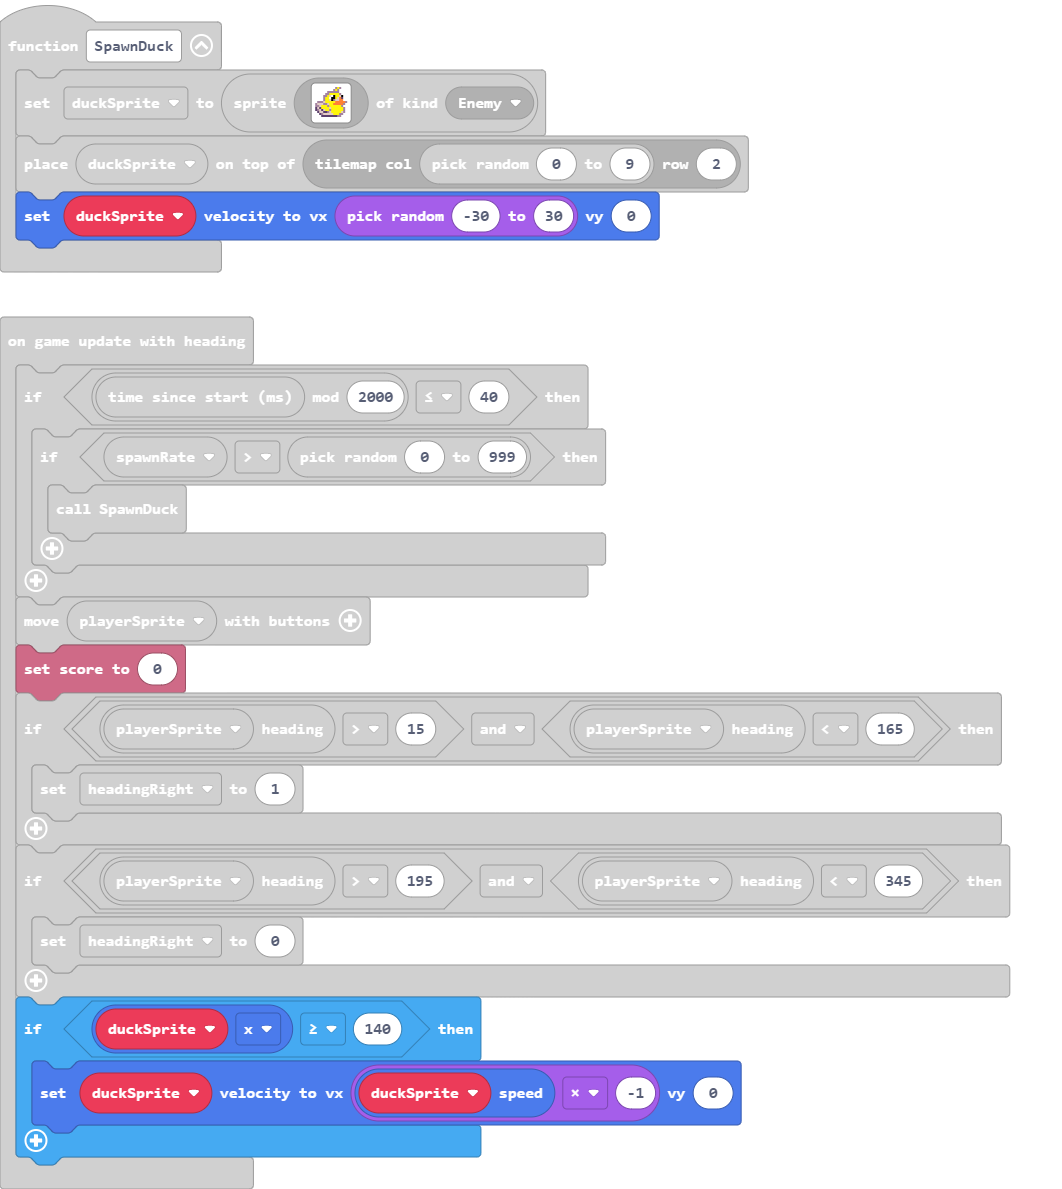 function SpawnDuck
set duckSprite to sprite of kind Enemy
place duckSprite on top of tilemap col pick random 0 to 9 row 2
set duckSprite velocity to vx pick random -30 to 30 vy 0
on game update with heading
if time since start (ms) mod 2000 ≤ 40 then
if spawnRate > pick random 0 to 999 then
call SpawnDuck
move playerSprite with buttons
set score to 0
if playerSprite heading > 15 and playerSprite heading < 165 then
set headingRight to 1
if playerSprite heading > 195 and playerSprite heading < 345 then
set headingRight to 0
if duckSprite x ≥ 140 then
set duckSprite velocity to vx duckSprite speed × -1 vy 0